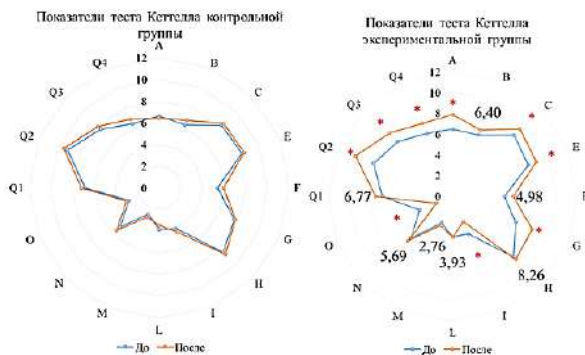 Показатели теста Кеттелла контрольной
группы
A
B
C
E
F
G
H
I
L
M
N
O
Q1
Q2
Q3
Q4
12
10
8
6
4
2
0
До
После
Показатели теста Кеттелла
экспериментальной группы
A
B
C
E
F
G
H
I
L
M
N
O
Q1
Q2
Q3
Q4
12
10
8
6
4
2
0
6,40
4,98
8,26
3,93
2,76
5,69
6,77
*
*
*
*
*
*
*
*
*
До
После